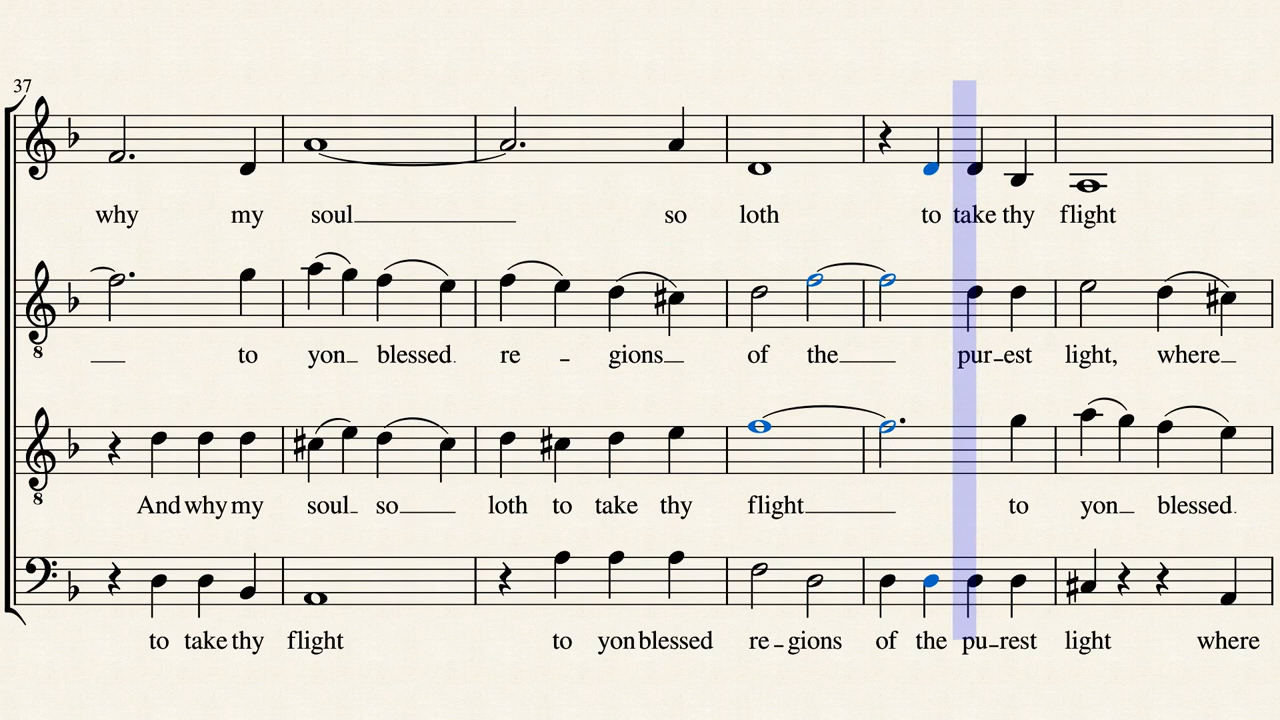 37
why my soul so loth to take thy flight
8
to yon blessed re - gions of the pur-est light, where
8
And why my soul so loth to take thy flight to yon blessed
to take thy flight to yon blessed re-gions of the pu-rest light where